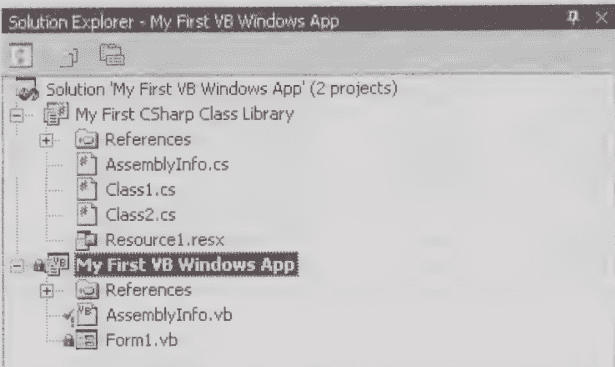 Solution Explorer - My First VB Windows App
Solution 'My First VB Windows App' (2 projects)
My First CSharp Class Library
References
AssemblyInfo.cs
Class1.cs
Class2.cs
Resource1.resx
My First VB Windows App
References
AssemblyInfo.vb
Form1.vb